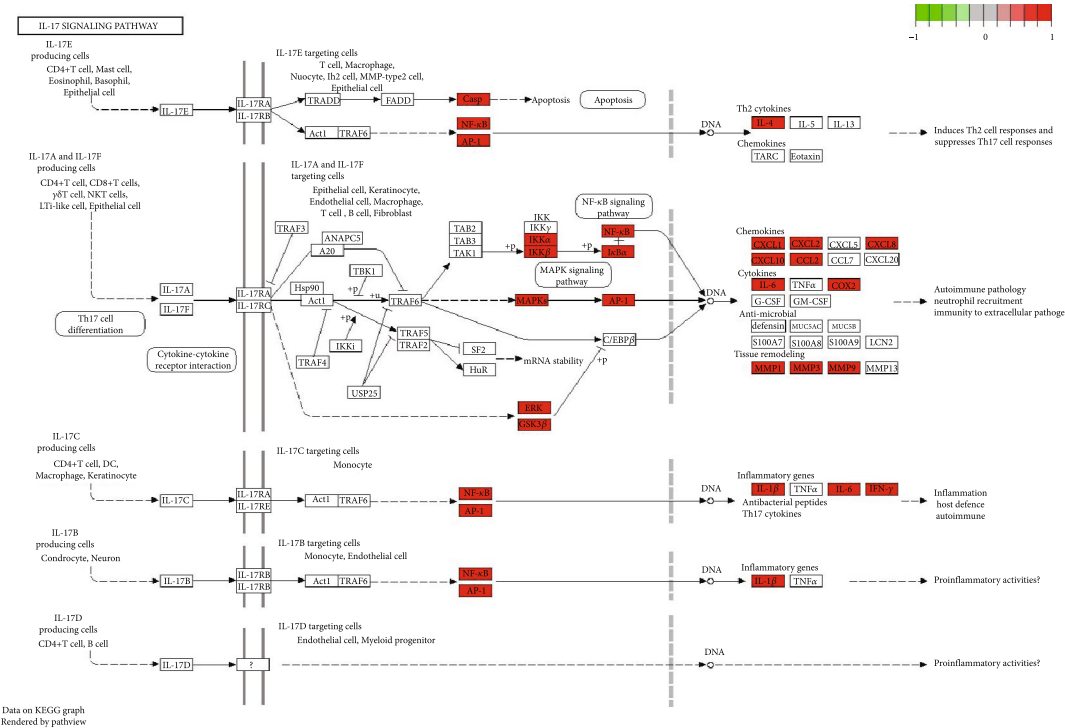 IL-17 SIGNALING PATHWAY
−1 0 1
IL-17E
producing cells
CD4+T cell, Mast cell,
Eosinophil, Basophil,
Epithelial cell
IL-17E
IL-17RA
IL-17RB
IL-17E targeting cells
T cell, Macrophage,
Nuocyte, Ih2 cell, MMP-type2 cell,
Epithelial cell
TRADD
FADD
Casp
Apoptosis
Apoptosis
Act1
TRAF6
NF-κB
AP-1
DNA
Th2 cytokines
IL-4
IL-5
IL-13
Chemokines
TARC
Eotaxin
Induces Th2 cell responses and
suppresses Th17 cell responses
IL-17A and IL-17F
producing cells
CD4+T cell, CD8+T cells,
γδT cell, NKT cells,
LTi-like cell, Epithelial cell
IL-17A
IL-17F
Th17 cell
differentiation
Cytokine-cytokine
receptor interaction
IL-17RA
IL-17RC
IL-17A and IL-17F
targeting cells
Epithelial cell, Keratinocyte,
Endothelial cell, Macrophage,
T cell , B cell, Fibroblast
TRAF3
ANAPC5
A20
TBK1
Hsp90
Act1
+p
+u
TRAF6
+p
IKKi
TRAF4
USP25
TRAF5
TRAF2
SF2
HuR
mRNA stability
TAB2
TAB3
TAK1
+p
IKK
IKKγ
IKKα
IKKβ
+p
NF-κB signaling
pathway
NF-κB
IκBα
MAPK signaling
pathway
MAPKs
AP-1
C/EBPβ
+p
ERK
GSK3β
DNA
Chemokines
CXCL1
CXCL2
CXCL5
CXCL8
CXCL10
CCL2
CCL7
CXCL20
Cytokines
IL-6
TNFα
COX2
G-CSF
GM-CSF
Anti-microbial
defensin
MUC5AC
MUC5B
S100A7
S100A8
S100A9
LCN2
Tissue remodeling
MMP1
MMP3
MMP9
MMP13
Autoimmune pathology
neutrophil recruitment
immunity to extracellular pathoge
IL-17C
producing cells
CD4+T cell, DC,
Macrophage, Keratinocyte
IL-17C
IL-17RA
IL-17RE
IL-17C targeting cells
Monocyte
Act1
TRAF6
NF-κB
AP-1
DNA
Inflammatory genes
IL-1β
TNFα
IL-6
IFN-γ
Antibacterial peptides
Th17 cytokines
Inflammation
host defence
autoimmune
IL-17B
producing cells
Condrocyte, Neuron
IL-17B
IL-17RB
IL-17RB
IL-17B targeting cells
Monocyte, Endothelial cell
Act1
TRAF6
NF-κB
AP-1
DNA
Inflammatory genes
IL-1β
TNFα
Proinflammatory activities?
IL-17D
producing cells
CD4+T cell, B cell
IL-17D
?
IL-17D targeting cells
Endothelial cell, Myeloid progenitor
DNA
Proinflammatory activities?
Data on KEGG graph
Rendered by pathview